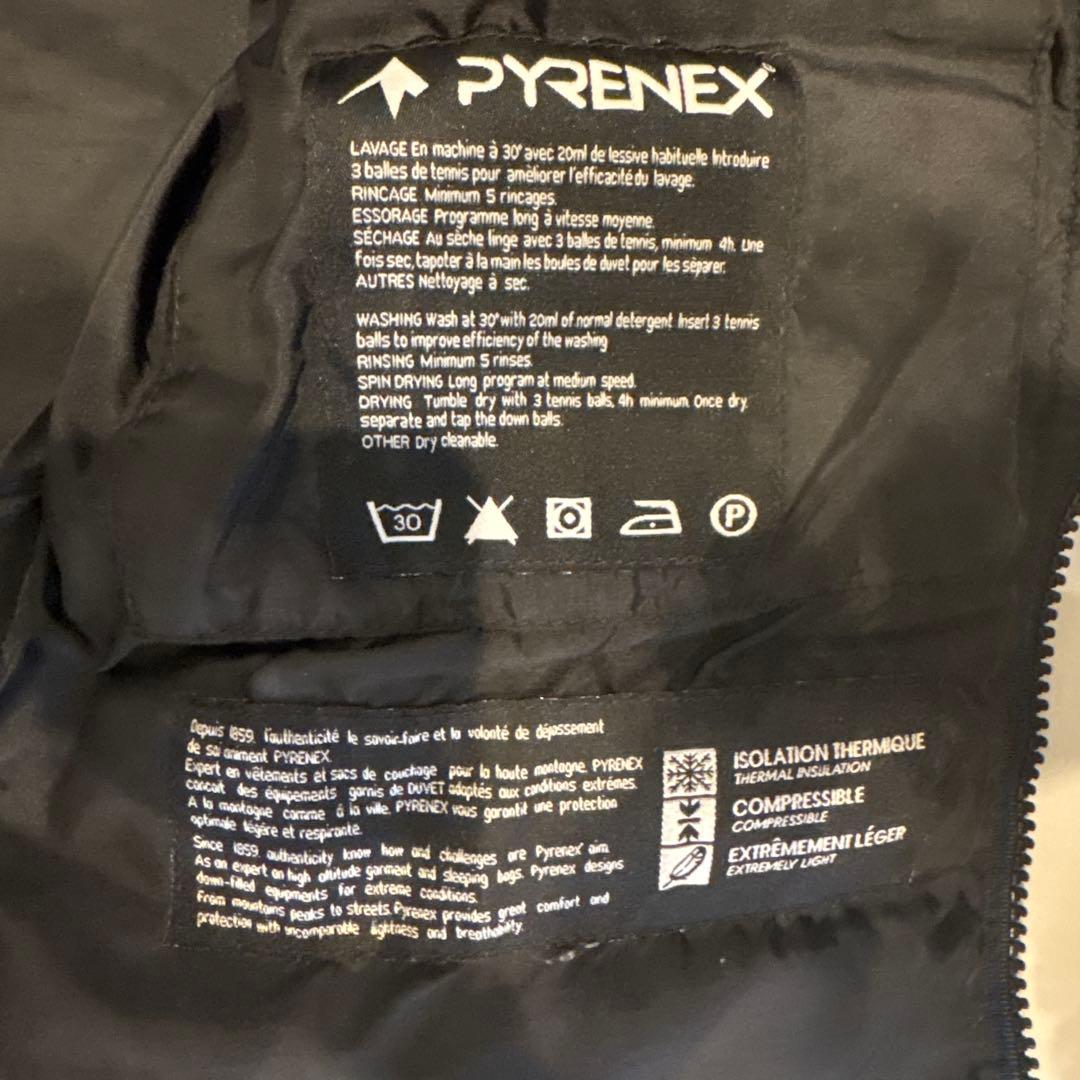 PYRENEX
LAVAGE En machine à 30° avec 20ml de lessive habituelle Introduire
3 balles de tennis pour améliorer l'efficacité du lavage.
RINCAGE Minimum 5 rincages.
ESSORAGE Programme long à vitesse moyenne.
SÉCHAGE Au sèche linge avec 3 balles de tennis, minimum 4h. Une
fois sec, tapoter à la main les boules de duvet pour les séparer.
AUTRES Nettoyage à sec.
WASHING Wash at 30° with 20ml of normal detergent Insert 3 tennis
balls to improve efficiency of the washing
RINSING Minimum 5 rinses.
SPIN DRYING Long program at medium speed.
DRYING Tumble dry with 3 tennis balls, 4h minimum Once dry
separate and tap the down balls.
OTHER Dry cleanable.
30
P
Depuis 1859, l'authenticité le savoir-faire et la volonté de dépassement
de soi animent PYRENEX.
Expert en vêtements et sacs de couchage pour la haute montagne, PYRENEX
concoit des équipements garnis de DUVET adaptés aux conditions extrêmes.
A la montagne comme à la ville, PYRENEX vous garantit une protection
optimale légère et respirante.
Since 1859, authenticity know how and challenges are Pyrenex' aim.
As an expert on high altitude garment and sleeping bags, Pyrenex designs
down-filled equipments for extreme conditions.
From mountains peaks to streets, Pyrenex provides great comfort and
protection with uncomparable lightness and breathability.
ISOLATION THERMIQUE
THERMAL INSULATION
COMPRESSIBLE
COMPRESSIBLE
EXTRÊMEMENT LÉGER
EXTREMELY LIGHT